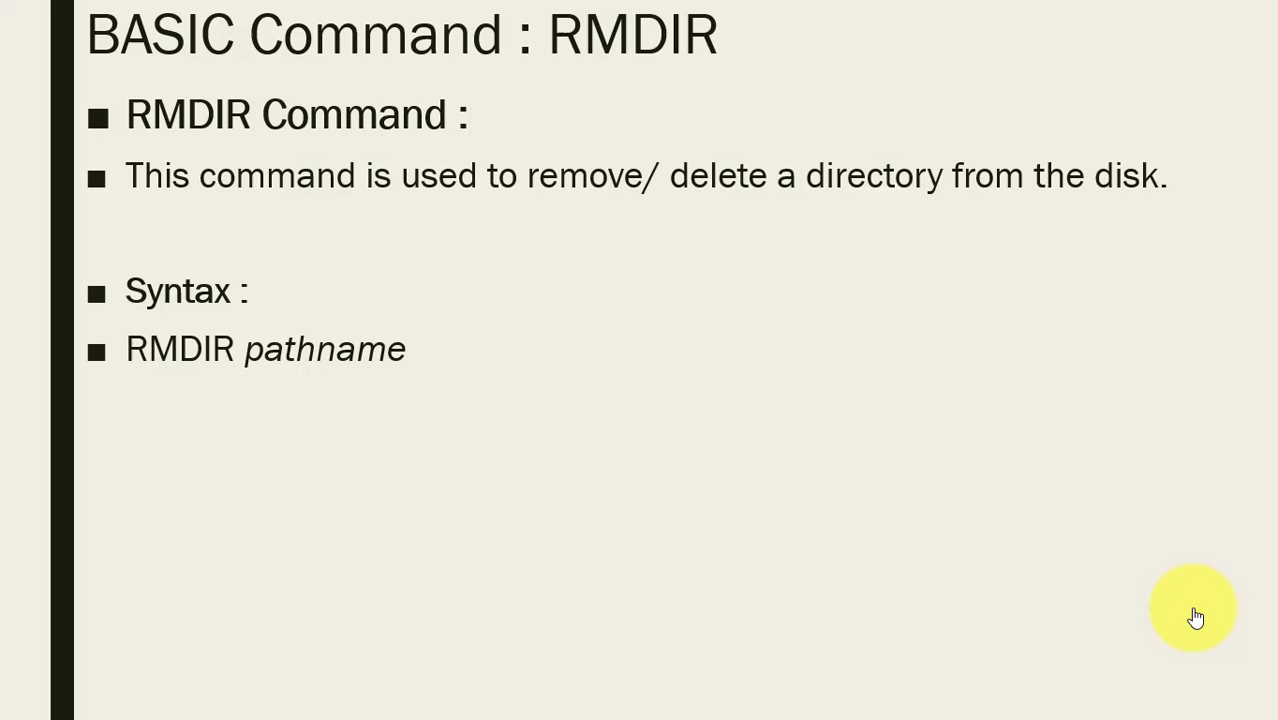 BASIC Command : RMDIR
■ RMDIR Command :
■ This command is used to remove/ delete a directory from the disk.
■ Syntax :
■ RMDIR pathname